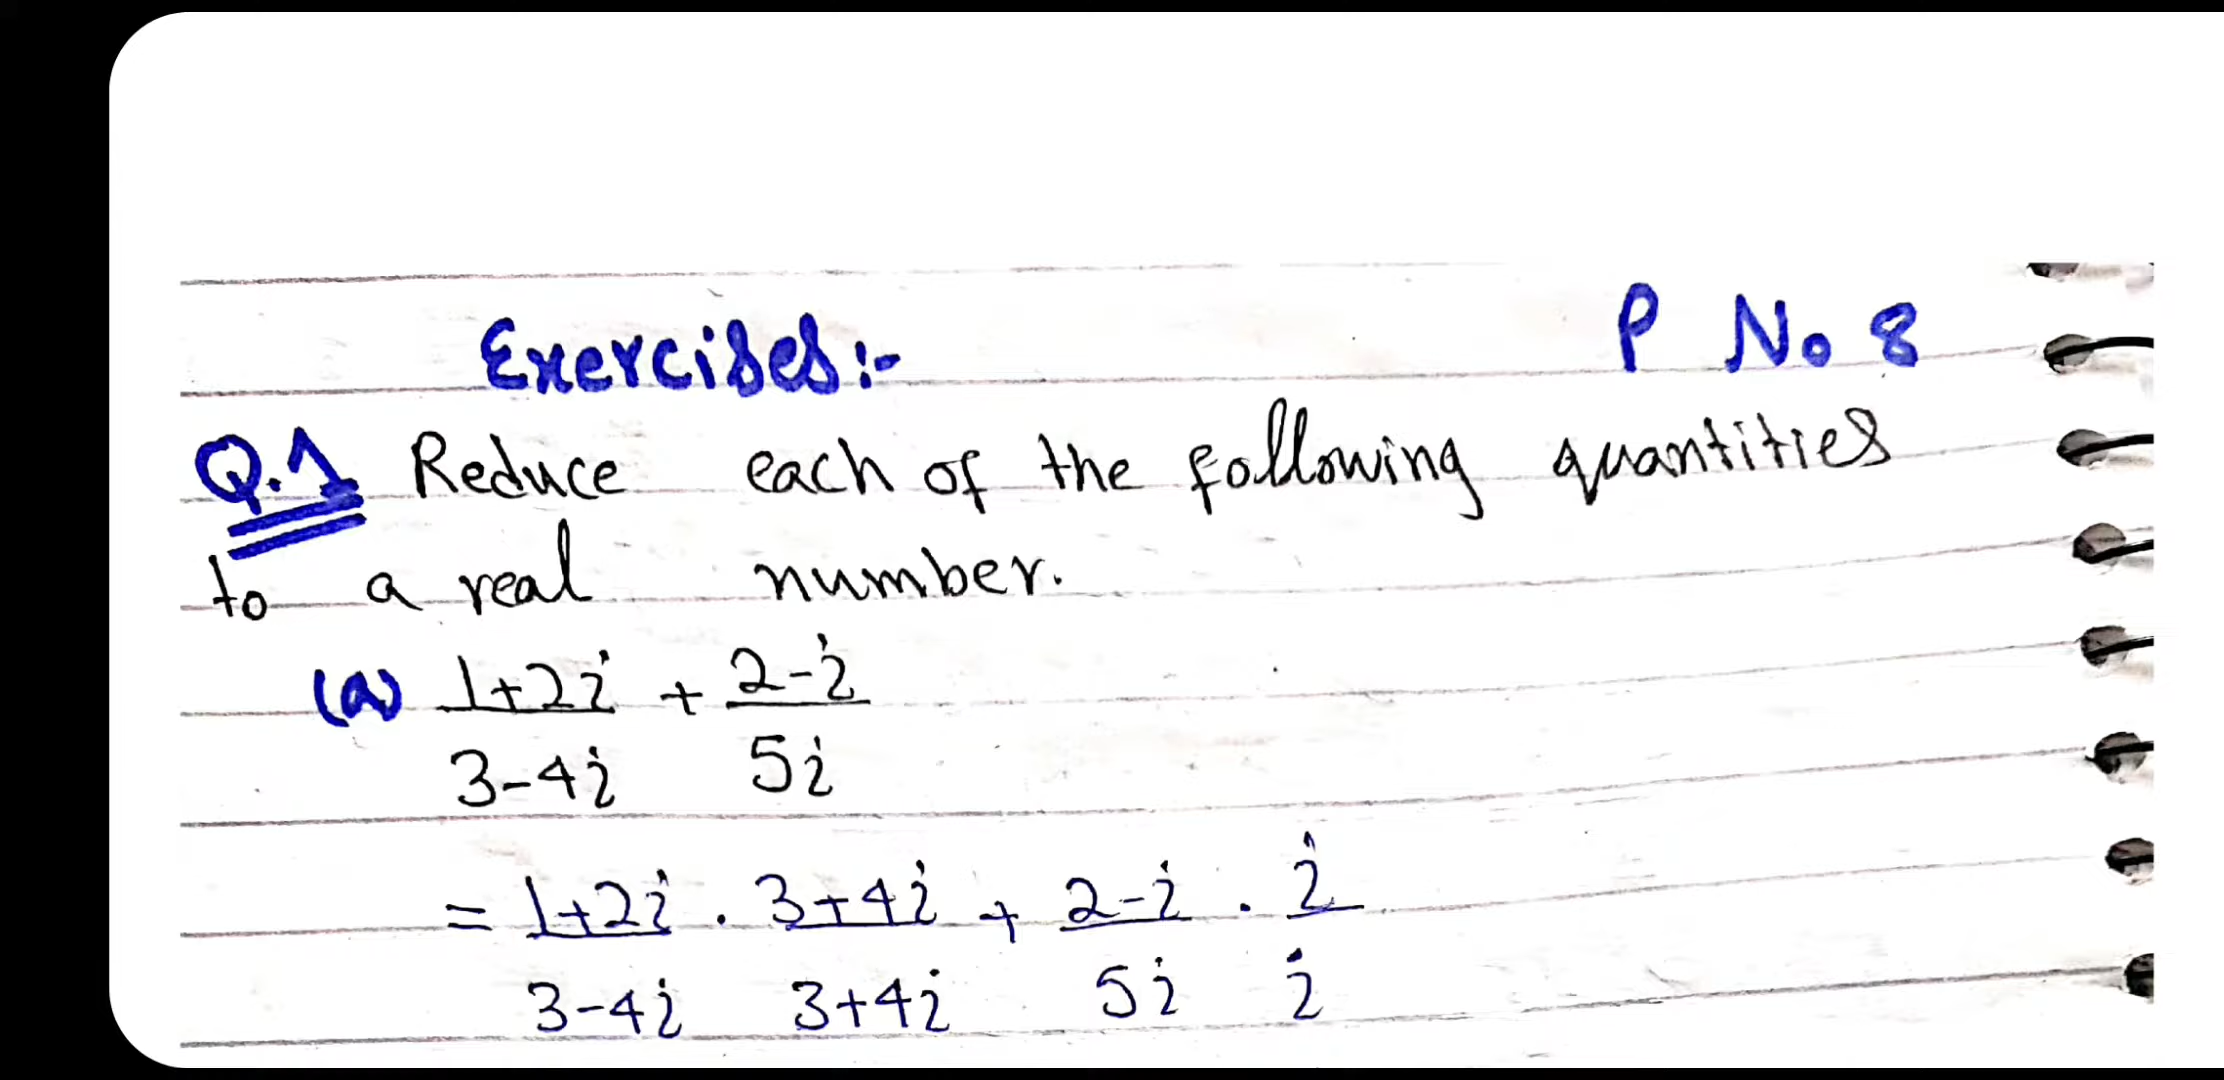 Exercises:- P No 8
Q.1 Reduce each of the following quantities
to a real number.
(a) 1+2i + 2-i
3-4i 5i
= 1+2i . 3+4i + 2-i . i
3-4i 3+4i 5i i